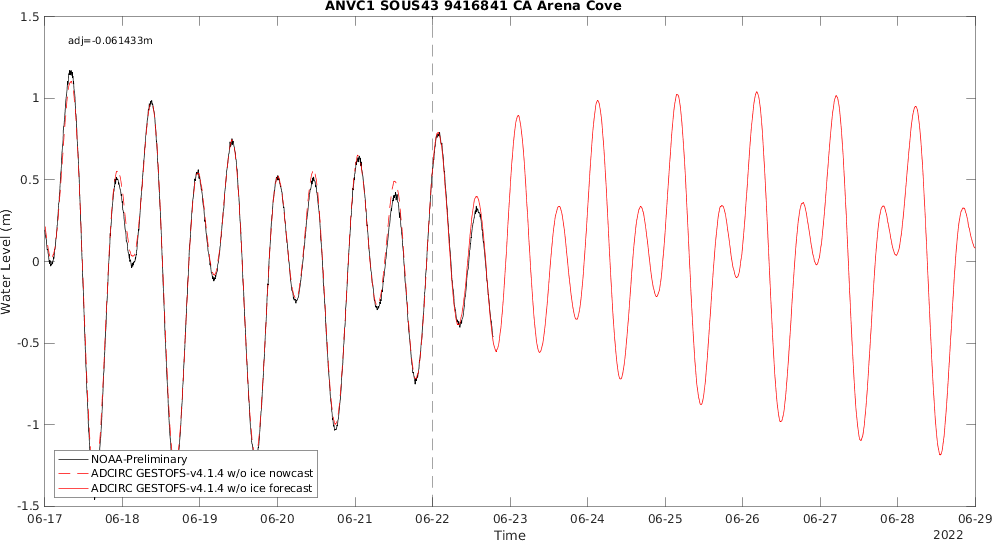 ANVC1 SOUS43 9416841 CA Arena Cove
adj=-0.061433m
Water Level (m)
1.5
1
0.5
0
-0.5
-1
-1.5
NOAA-Preliminary
ADCIRC GESTOFS-v4.1.4 w/o ice nowcast
ADCIRC GESTOFS-v4.1.4 w/o ice forecast
06-17 06-18 06-19 06-20 06-21 06-22 06-23 06-24 06-25 06-26 06-27 06-28 06-29
Time
2022